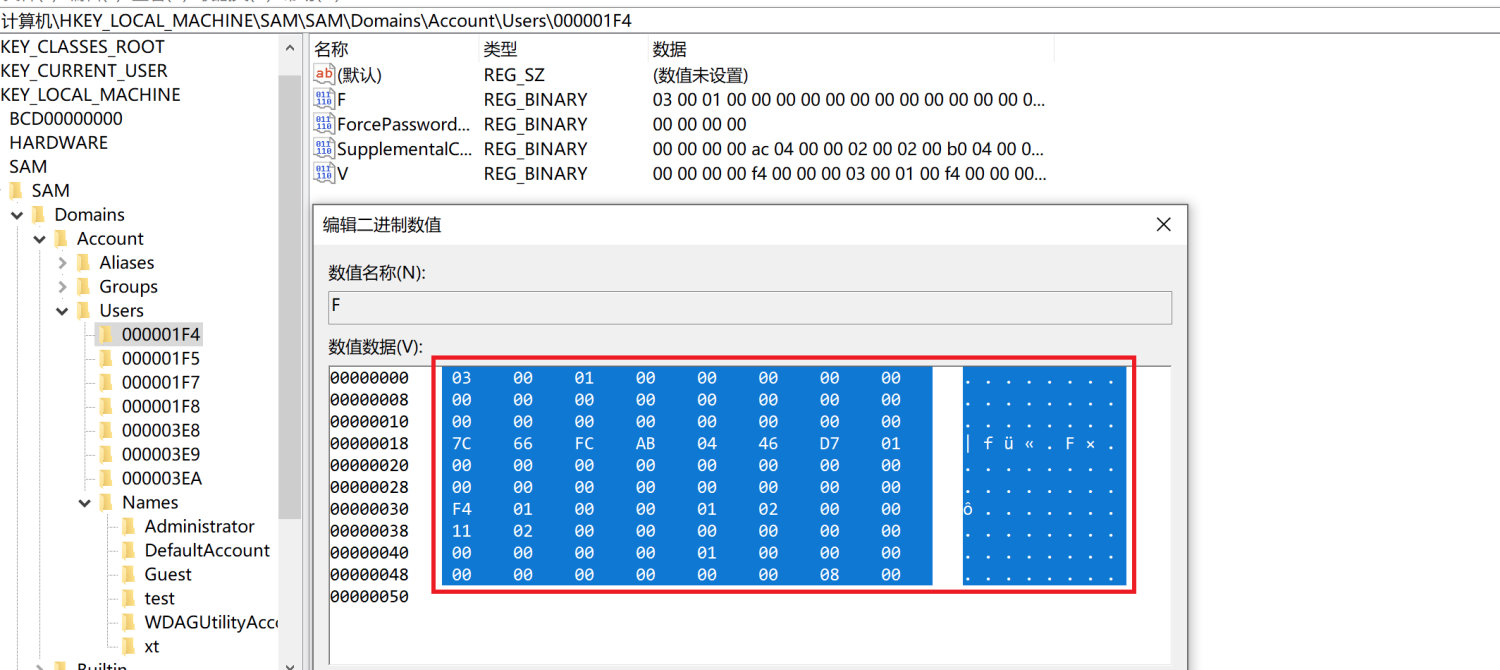 计算机\HKEY_LOCAL_MACHINE\SAM\SAM\Domains\Account\Users\000001F4
KEY_CLASSES_ROOT
KEY_CURRENT_USER
KEY_LOCAL_MACHINE
BCD00000000
HARDWARE
SAM
SAM
Domains
Account
Aliases
Groups
Users
000001F4
000001F5
000001F7
000001F8
000003E8
000003E9
000003EA
Names
Administrator
DefaultAccount
Guest
test
WDAGUtilityAcc
xt
Builtin
名称 类型 数据
ab (默认) REG_SZ (数值未设置)
F REG_BINARY 03 00 01 00 00 00 00 00 00 00 00 00 00 00 00 0...
ForcePassword... REG_BINARY 00 00 00 00
SupplementalC... REG_BINARY 00 00 00 00 ac 04 00 00 02 00 02 00 b0 04 00 0...
V REG_BINARY 00 00 00 00 f4 00 00 00 03 00 01 00 f4 00 00 00...
编辑二进制数值
数值名称(N):
F
数值数据(V):
00000000 03 00 01 00 00 00 00 00 . . . . . . . .
00000008 00 00 00 00 00 00 00 00 . . . . . . . .
00000010 00 00 00 00 00 00 00 00 . . . . . . . .
00000018 7C 66 FC AB 04 46 D7 01 | f ü « . F × .
00000020 00 00 00 00 00 00 00 00 . . . . . . . .
00000028 00 00 00 00 00 00 00 00 . . . . . . . .
00000030 F4 01 00 00 01 02 00 00 ô . . . . . . .
00000038 11 02 00 00 00 00 00 00 . . . . . . . .
00000040 00 00 00 00 01 00 00 00 . . . . . . . .
00000048 00 00 00 00 00 00 08 00 . . . . . . . .
00000050